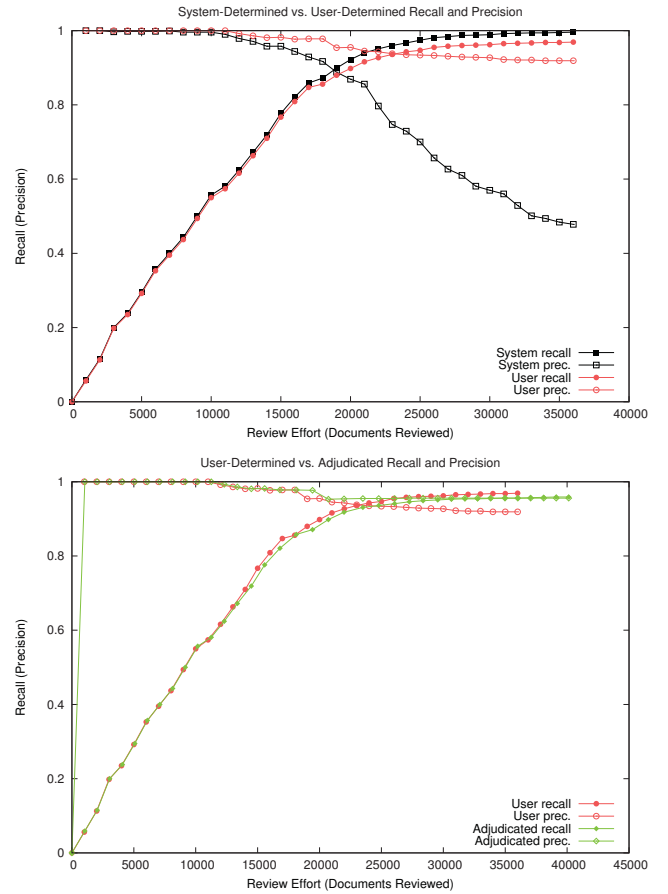 System-Determined vs. User-Determined Recall and Precision
1
0.8
0.6
0.4
0.2
0
Recall (Precision)
System recall
System prec.
User recall
User prec.
0 5000 10000 15000 20000 25000 30000 35000 40000
Review Effort (Documents Reviewed)
User-Determined vs. Adjudicated Recall and Precision
1
0.8
0.6
0.4
0.2
0
Recall (Precision)
User recall
User prec.
Adjudicated recall
Adjudicated prec.
0 5000 10000 15000 20000 25000 30000 35000 40000 45000
Review Effort (Documents Reviewed)